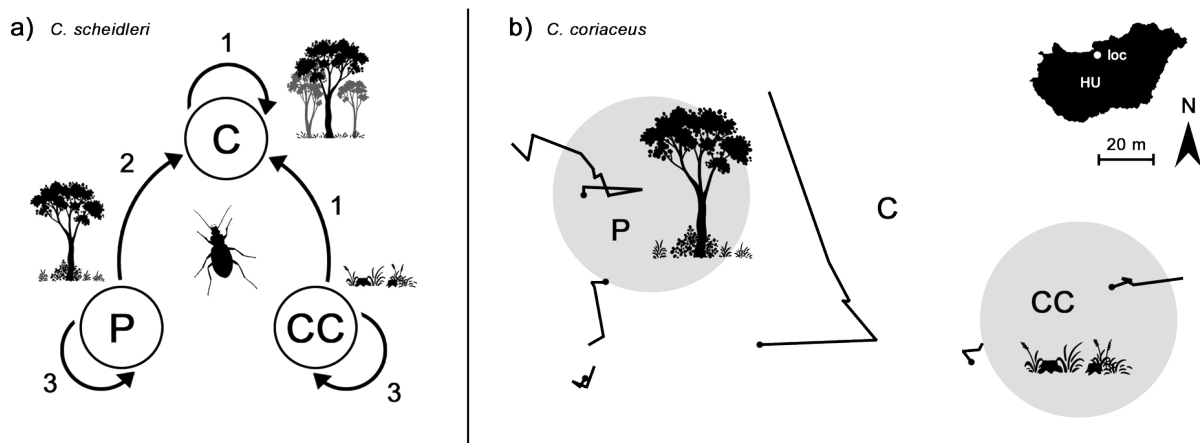 a) C. scheidleri
1
C
2
1
P
CC
3
3
b) C. coriaceus
loc
HU
N
20 m
C
P
CC